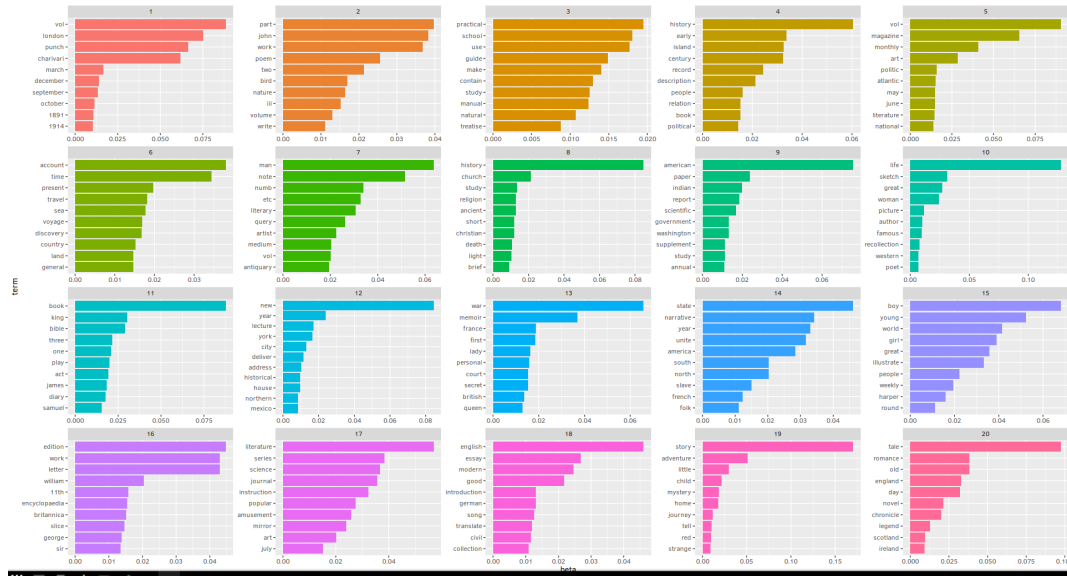 1 2 3 4 5
vol part practical history vol
london john school early magazine
punch work use island monthly
charivari poem guide century art
march two make record politic
december bird contain description atlantic
september nature study people may
october iii manual relation june
1891 volume natural book literature
1914 write treatise political national
0.000 0.025 0.050 0.075 0.00 0.01 0.02 0.03 0.04 0.000 0.005 0.010 0.015 0.020 0.00 0.02 0.04 0.06 0.000 0.025 0.050 0.075
6 7 8 9 10
account man history american life
time note church paper sketch
present numb study indian great
travel etc religion report woman
sea literary ancient scientific picture
voyage query short government author
discovery artist christian washington famous
country medium death supplement recollection
land vol light study western
general antiquary brief annual poet
0.00 0.01 0.02 0.03 0.00 0.02 0.04 0.06 0.00 0.02 0.04 0.06 0.08 0.00 0.02 0.04 0.06 0.00 0.05 0.10
term
11 12 13 14 15
book new war state boy
king year memoir narrative young
bible lecture france year world
three york first unite girl
one city lady america great
play deliver personal south illustrate
act address court north people
james historical secret slave weekly
diary house british french harper
samuel northern queen folk round
mexico
0.000 0.025 0.050 0.075 0.00 0.02 0.04 0.06 0.08 0.00 0.02 0.04 0.06 0.00 0.01 0.02 0.03 0.04 0.00 0.02 0.04 0.06
16 17 18 19 20
edition literature english story tale
work series essay adventure romance
letter science modern little old
william journal good child england
11th instruction introduction mystery day
encyclopaedia popular german home novel
britannica amusement song journey chronicle
slice mirror translate tell legend
george art civil red scotland
sir july collection strange ireland
0.00 0.01 0.02 0.03 0.04 0.00 0.02 0.04 0.00 0.01 0.02 0.03 0.04 0.00 0.05 0.10 0.15 0.000 0.025 0.050 0.075
beta